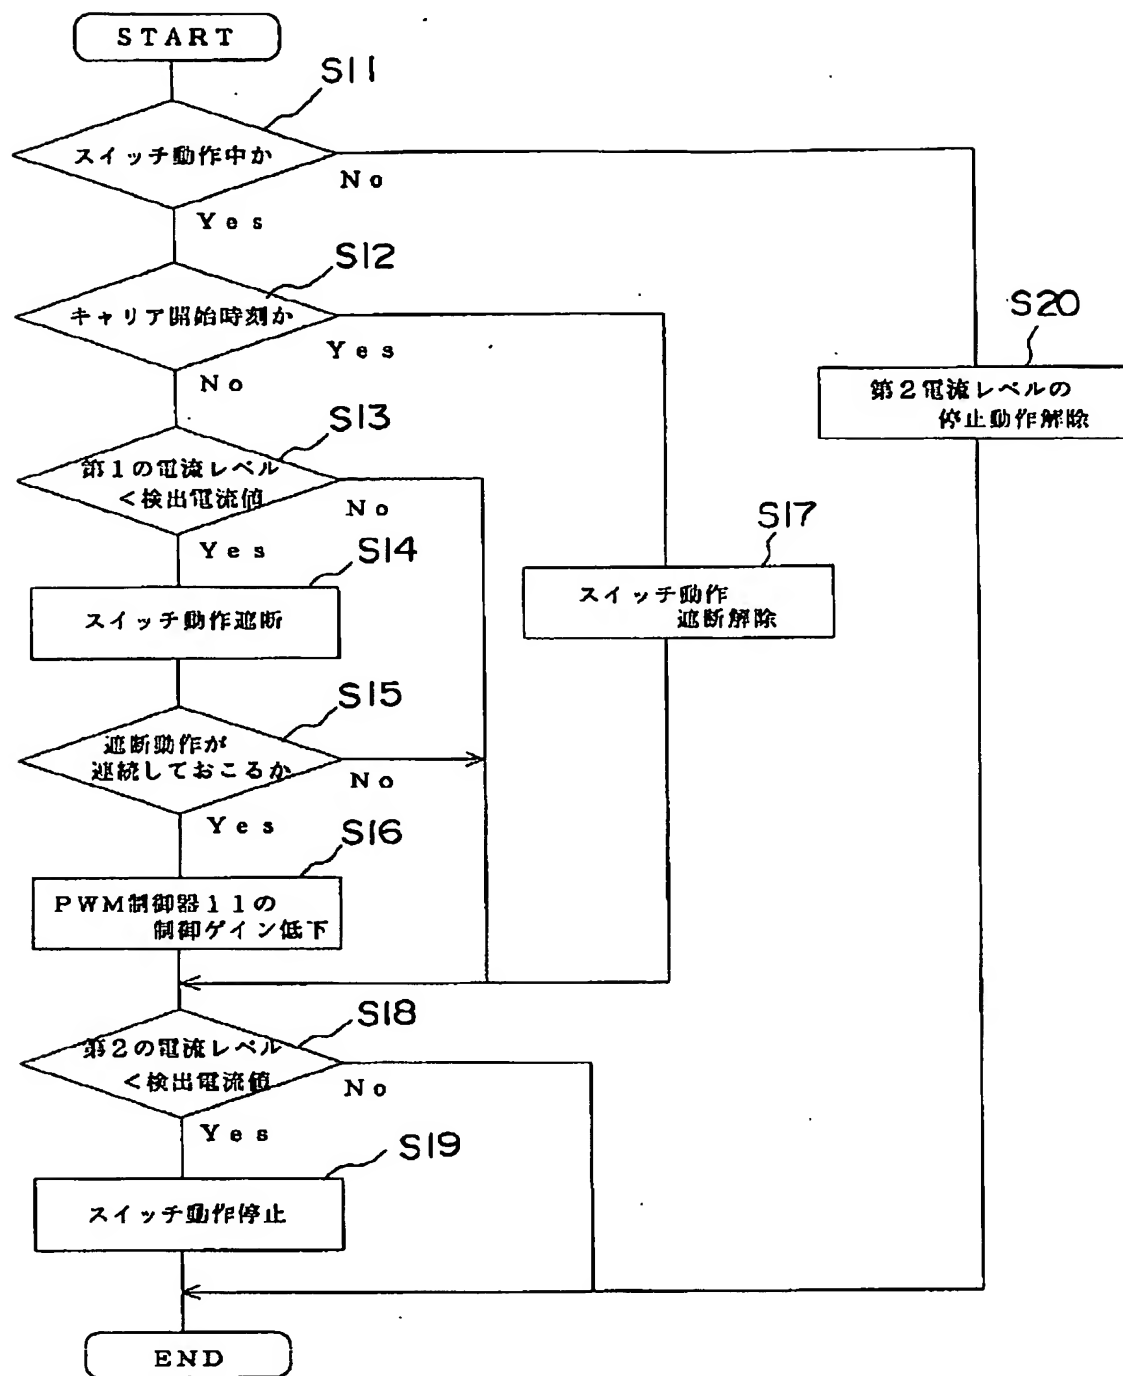 START
S11
スイッチ動作中か
No
Yes
S12
キャリア開始時刻か
Yes
No
S20
第2電流レベルの
停止動作解除
S13
第1の電流レベル
<検出電流値
No
Yes
S14
スイッチ動作遮断
S17
スイッチ動作
遮断解除
S15
遮断動作が
連続しておこるか
No
Yes
S16
PWM制御器11の
制御ゲイン低下
S18
第2の電流レベル
<検出電流値
No
Yes
S19
スイッチ動作停止
END